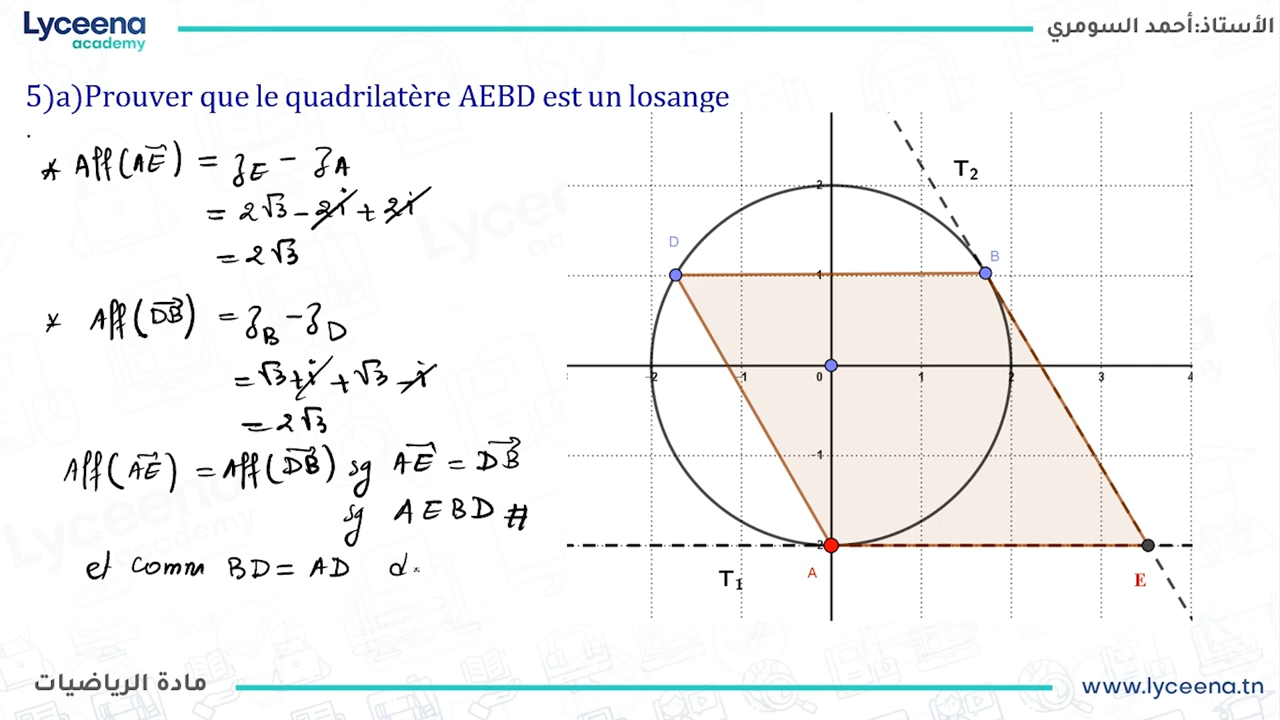 Lyceena
academy
الأستاذ:أحمد السومري
5)a)Prouver que le quadrilatère AEBD est un losange
* Aff(AE) = zE - zA
= 2√3 - 2i + 2i
= 2√3
* Aff(DB) = zB - zD
= √3 + i + √3 - i
= 2√3
Aff(AE) = Aff(DB) sg AE = DB
sg AEBD #
et comm BD = AD d
T2
2
D
B
1
-2
-1
0
1
2
3
4
-1
-2
T1
A
E
مادة الرياضيات
www.lyceena.tn